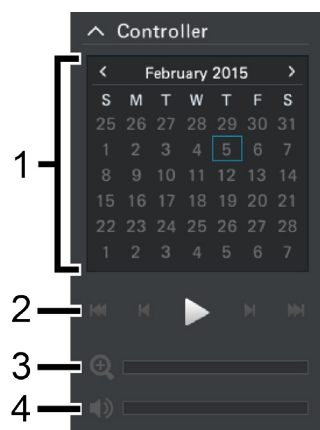 Controller
February 2015
S M T W T F S
25 26 27 28 29 30 31
1 2 3 4 5 6 7
8 9 10 11 12 13 14
15 16 17 18 19 20 21
22 23 24 25 26 27 28
1 2 3 4 5 6 7
1
2
3
4